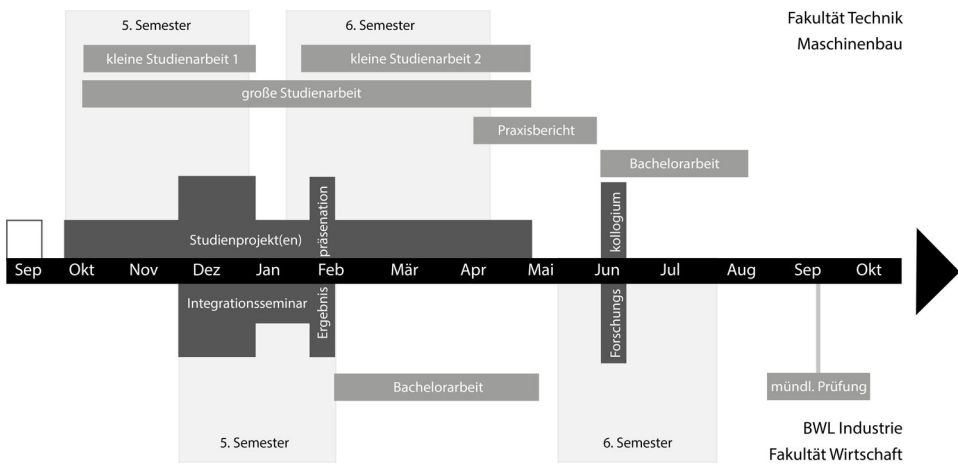 5. Semester
6. Semester
Fakultät Technik
Maschinenbau
kleine Studienarbeit 1
kleine Studienarbeit 2
große Studienarbeit
Praxisbericht
Bachelorarbeit
präsenation
kollogium
Studienprojekt(en)
Sep Okt Nov Dez Jan Feb Mär Apr Mai Jun Jul Aug Sep Okt
Integrationsseminar
Ergebnis
Forschungs
Bachelorarbeit
mündl. Prüfung
5. Semester
6. Semester
BWL Industrie
Fakultät Wirtschaft